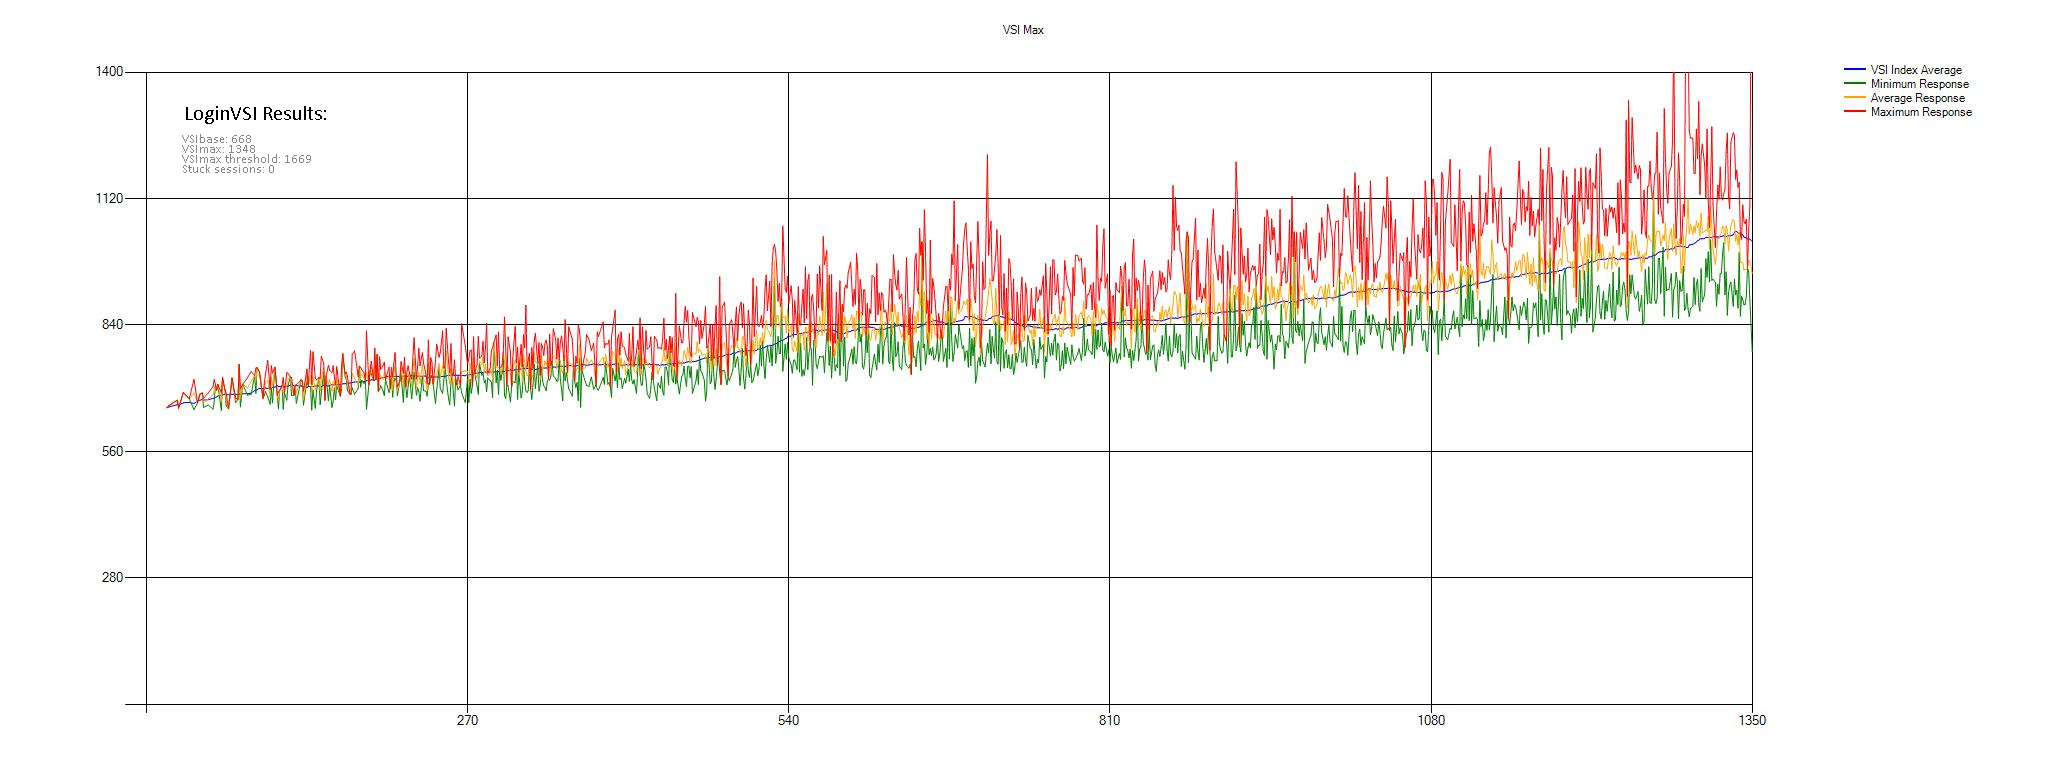 VSI Max
1400
1120
840
560
280
LoginVSI Results:
VSIbase: 668
VSImax: 1348
VSImax threshold: 1669
Stuck sessions: 0
270
540
810
1080
1350
VSI Index Average
Minimum Response
Average Response
Maximum Response